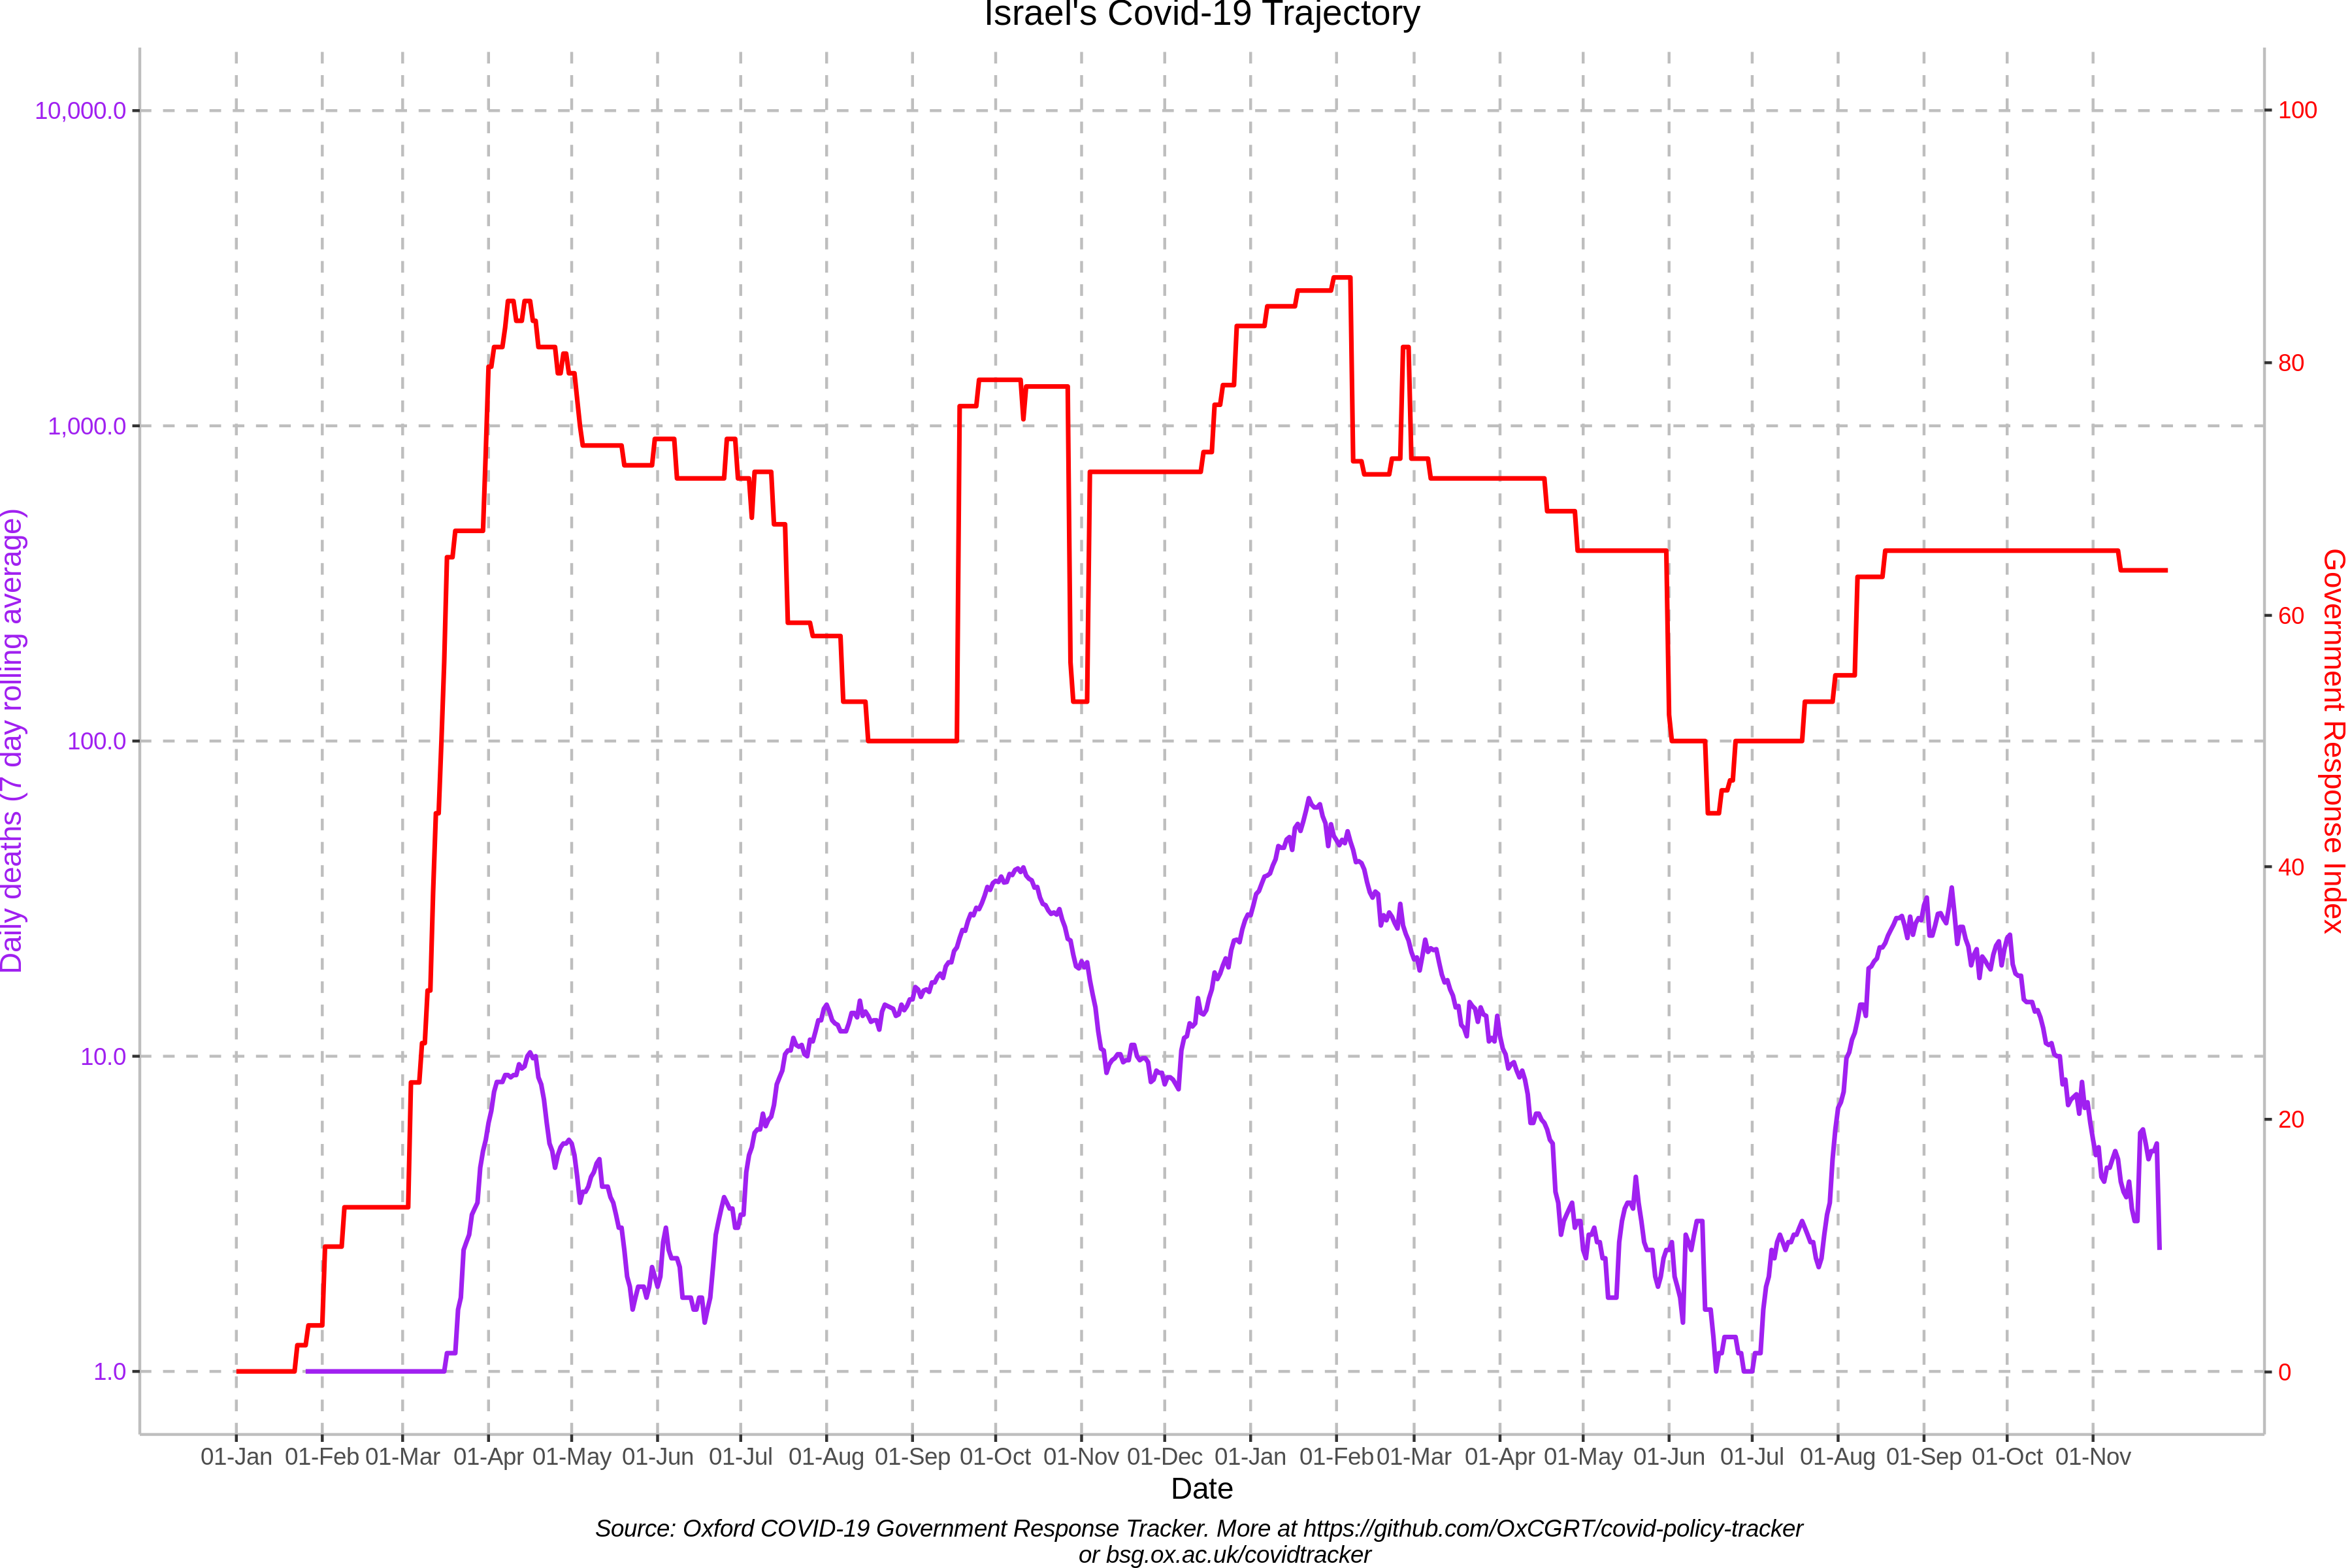 Israel's Covid-19 Trajectory
Daily deaths (7 day rolling average)
10,000.0
1,000.0
100.0
10.0
1.0
100
80
60
40
20
0
Government Response Index
01-Jan 01-Feb 01-Mar 01-Apr 01-May 01-Jun 01-Jul 01-Aug 01-Sep 01-Oct 01-Nov 01-Dec 01-Jan 01-Feb 01-Mar 01-Apr 01-May 01-Jun 01-Jul 01-Aug 01-Sep 01-Oct 01-Nov
Date
Source: Oxford COVID-19 Government Response Tracker. More at https://github.com/OxCGRT/covid-policy-tracker
or bsg.ox.ac.uk/covidtracker